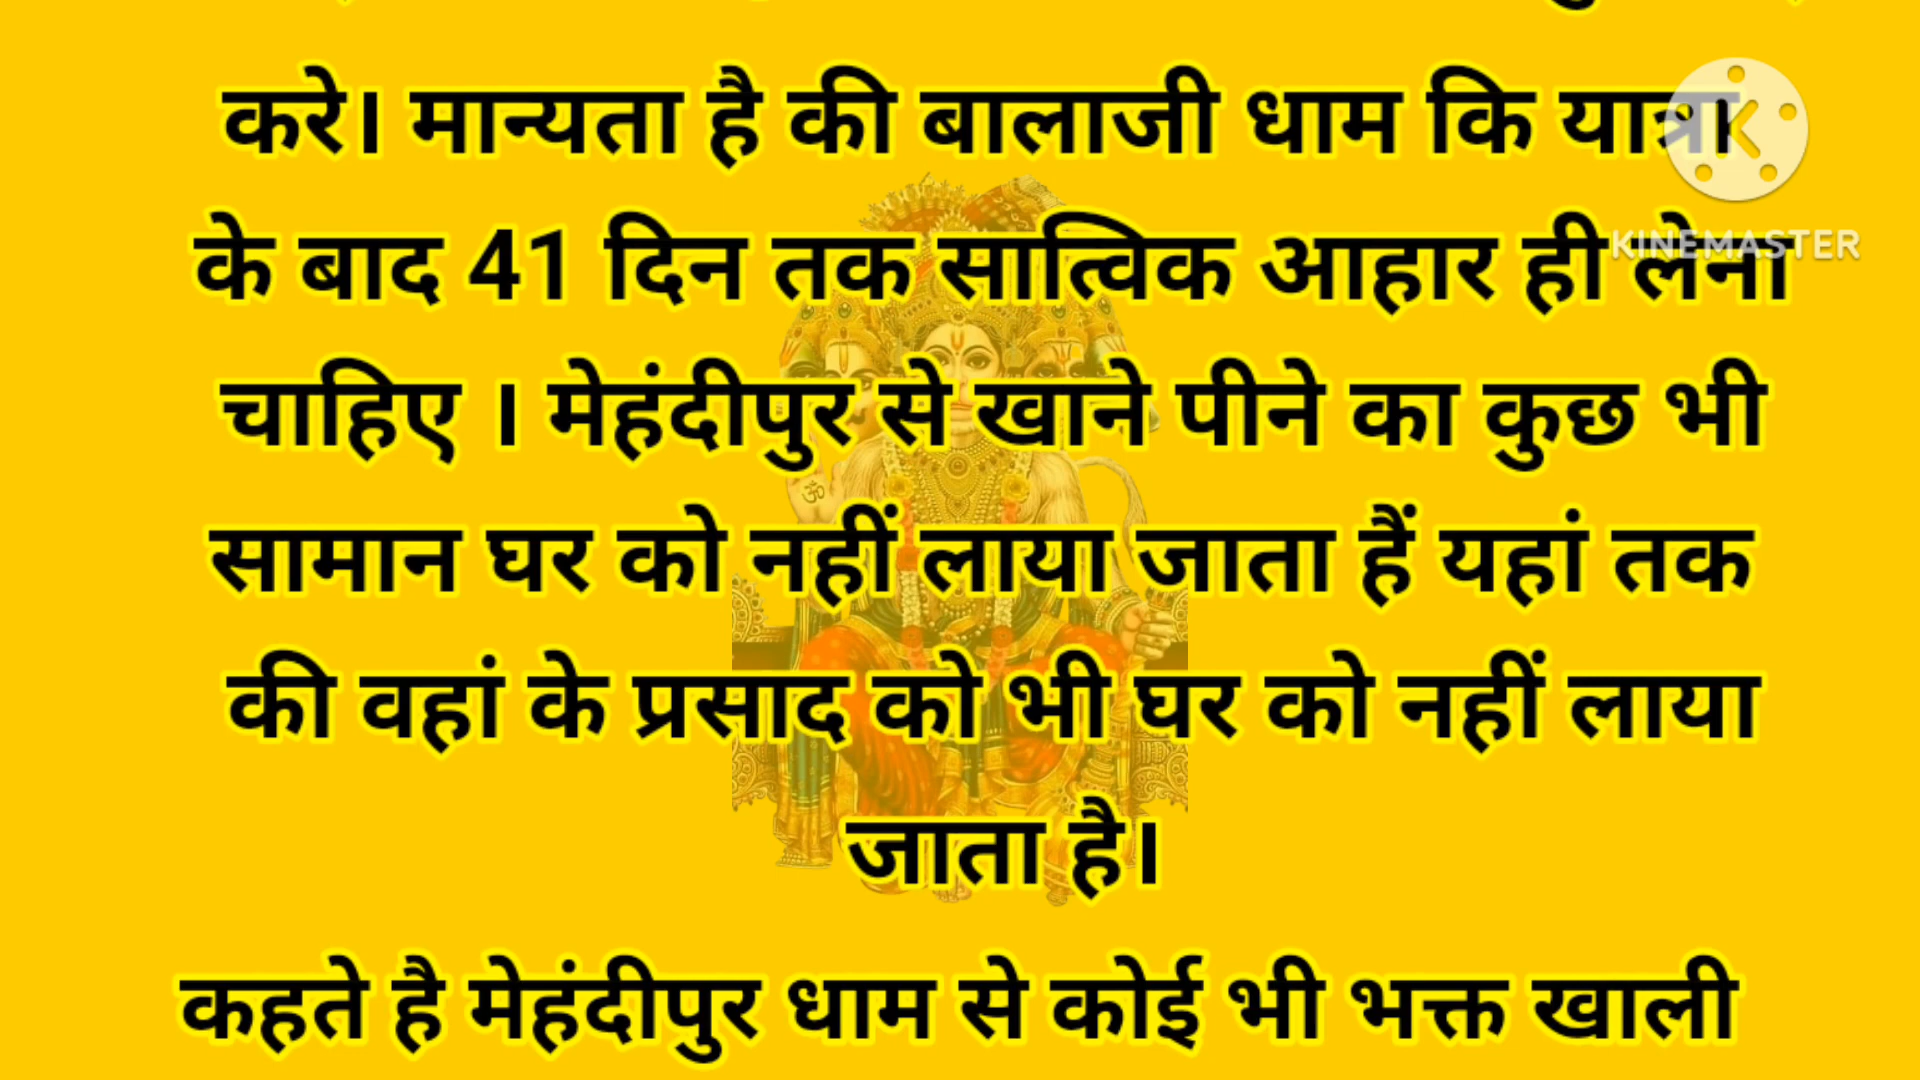 करे। मान्यता है की बालाजी धाम कि यात्रा
के बाद 41 दिन तक सात्विक आहार ही लेना
चाहिए । मेहंदीपुर से खाने पीने का कुछ भी
सामान घर को नहीं लाया जाता हैं यहां तक
की वहां के प्रसाद को भी घर को नहीं लाया
जाता है।
कहते है मेहंदीपुर धाम से कोई भी भक्त खाली
K
KINEMASTER